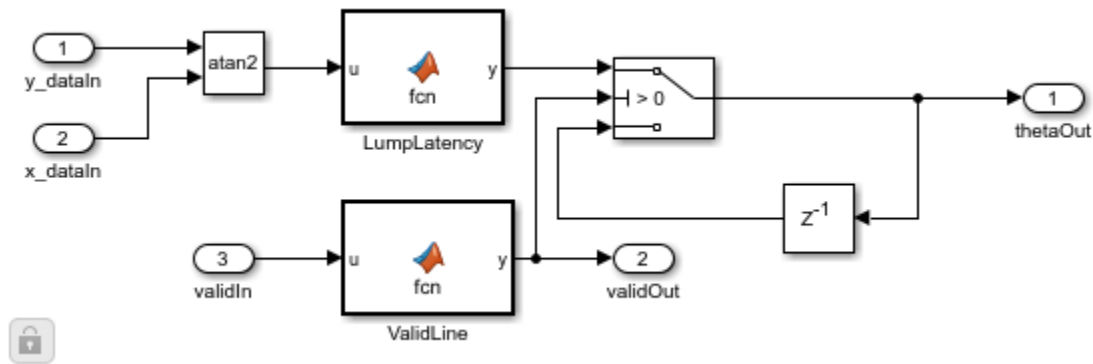 1
y_dataIn
2
x_dataIn
atan2
u
fcn
y
LumpLatency
> 0
1
thetaOut
Z-1
3
validIn
u
fcn
y
ValidLine
2
validOut